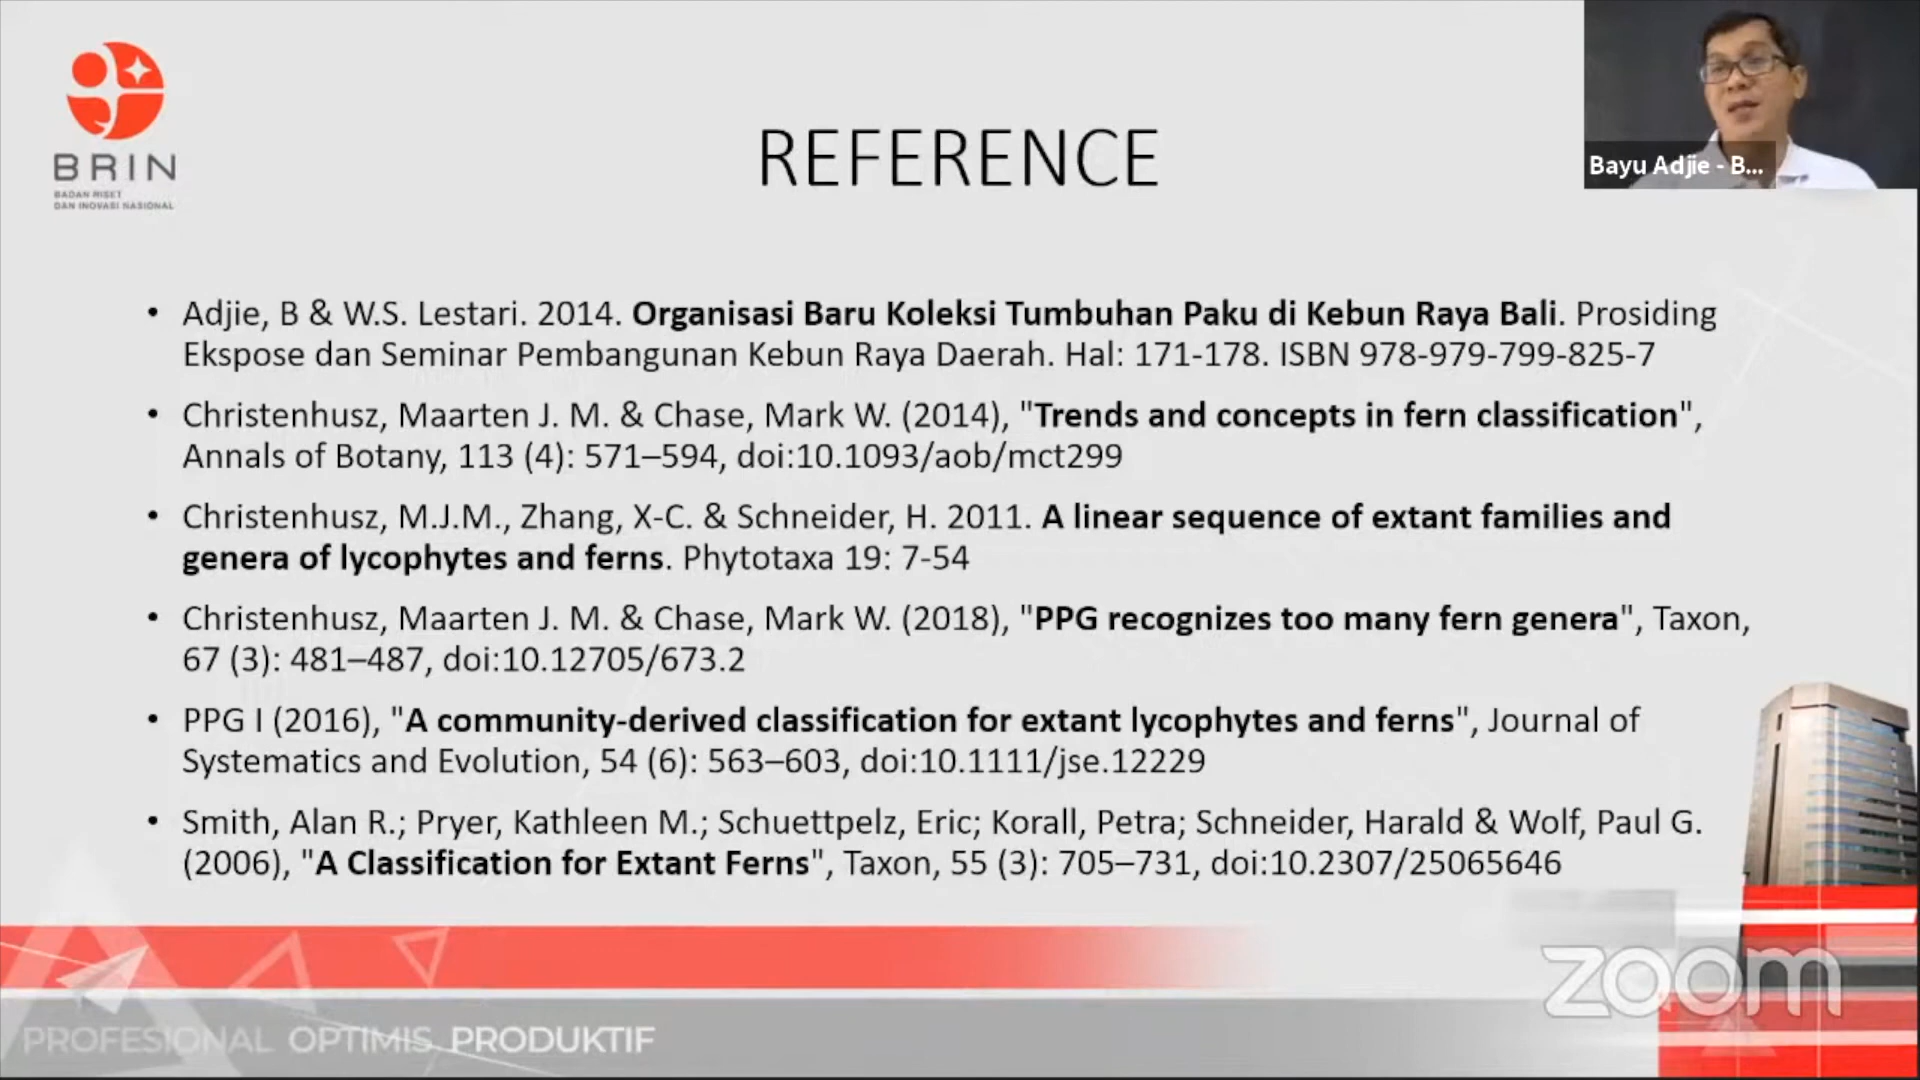 BRIN
BADAN RISET
DAN INOVASI NASIONAL
REFERENCE
Bayu Adjie - B...
• Adjie, B & W.S. Lestari. 2014. Organisasi Baru Koleksi Tumbuhan Paku di Kebun Raya Bali. Prosiding
Ekspose dan Seminar Pembangunan Kebun Raya Daerah. Hal: 171-178. ISBN 978-979-799-825-7
• Christenhusz, Maarten J. M. & Chase, Mark W. (2014), "Trends and concepts in fern classification",
Annals of Botany, 113 (4): 571–594, doi:10.1093/aob/mct299
• Christenhusz, M.J.M., Zhang, X-C. & Schneider, H. 2011. A linear sequence of extant families and
genera of lycophytes and ferns. Phytotaxa 19: 7-54
• Christenhusz, Maarten J. M. & Chase, Mark W. (2018), "PPG recognizes too many fern genera", Taxon,
67 (3): 481–487, doi:10.12705/673.2
• PPG I (2016), "A community-derived classification for extant lycophytes and ferns", Journal of
Systematics and Evolution, 54 (6): 563–603, doi:10.1111/jse.12229
• Smith, Alan R.; Pryer, Kathleen M.; Schuettpelz, Eric; Korall, Petra; Schneider, Harald & Wolf, Paul G.
(2006), "A Classification for Extant Ferns", Taxon, 55 (3): 705–731, doi:10.2307/25065646
zoom
PROFESIONAL OPTIMIS PRODUKTIF